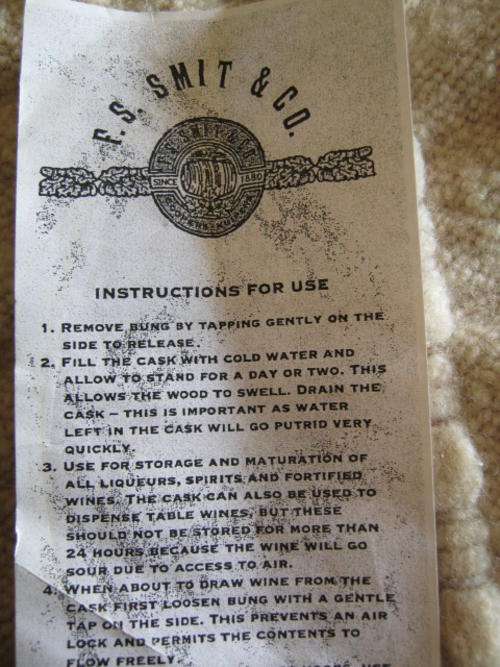 F.S. SMIT & CO.
F.S. SMIT & CO.
SINCE 1880
INSTRUCTIONS FOR USE
1. REMOVE BUNG BY TAPPING GENTLY ON THE
SIDE TO RELEASE.
2. FILL THE CASK WITH COLD WATER AND
ALLOW TO STAND FOR A DAY OR TWO. THIS
ALLOWS THE WOOD TO SWELL. DRAIN THE
CASK – THIS IS IMPORTANT AS WATER
LEFT IN THE CASK WILL GO PUTRID VERY
QUICKLY.
3. USE FOR STORAGE AND MATURATION OF
ALL LIQUEURS, SPIRITS AND FORTIFIED
WINES. THE CASK CAN ALSO BE USED TO
DISPENSE TABLE WINES, BUT THESE
SHOULD NOT BE STORED FOR MORE THAN
24 HOURS BECAUSE THE WINE WILL GO
SOUR DUE TO ACCESS TO AIR.
4. WHEN ABOUT TO DRAW WINE FROM THE
CASK FIRST LOOSEN BUNG WITH A GENTLE
TAP ON THE SIDE. THIS PREVENTS AN AIR
LOCK AND PERMITS THE CONTENTS TO
FLOW FREELY.